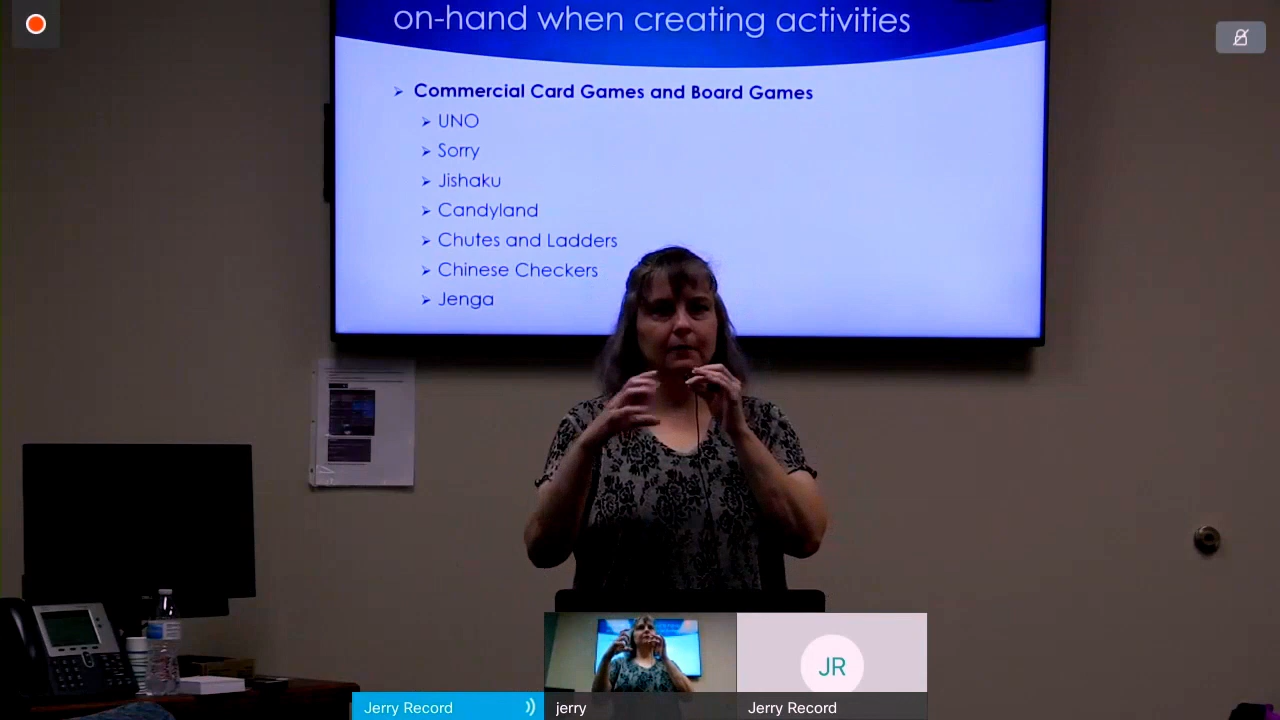 on-hand when creating activities
Commercial Card Games and Board Games
UNO
Sorry
Jishaku
Candyland
Chutes and Ladders
Chinese Checkers
Jenga
JR
Jerry Record
jerry
Jerry Record